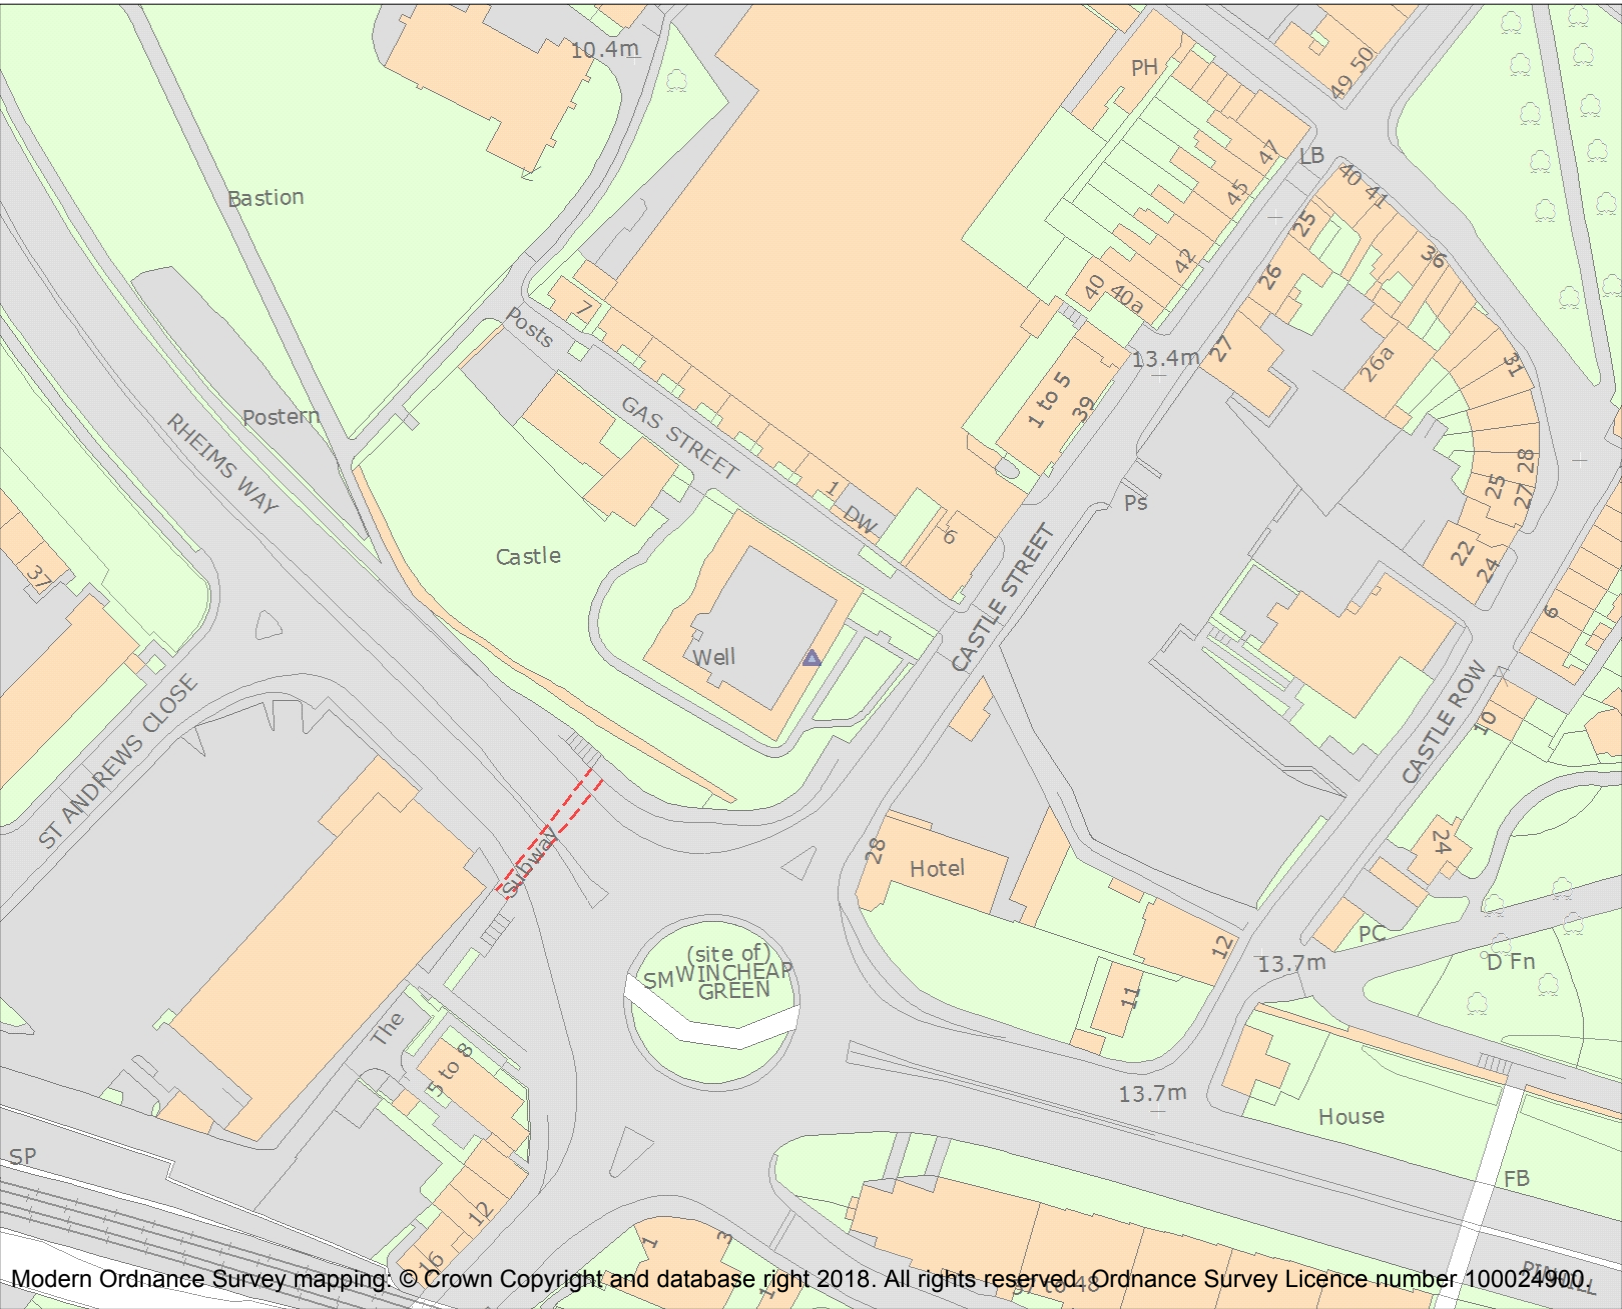 10.4m
PH
49 50
47
LB
40 41
45
25
Bastion
42
36
26
40
40a
7
Posts
13.4m
27
26a
31
1 to 5
39
Postern
GAS STREET
RHEIMS WAY
28
25
27
1
DW
Ps
6
22
24
Castle
37
CASTLE STREET
6
Well
CASTLE ROW
10
ST ANDREWS CLOSE
Subway
28
Hotel
24
PC
12
13.7m
D Fn
(site of)
SM WINCHEAP
GREEN
11
The
5 to 8
13.7m
House
SP
FB
12
16
1
3
1
37 to 48
Modern Ordnance Survey mapping: © Crown Copyright and database right 2018. All rights reserved. Ordnance Survey Licence number 100024900.